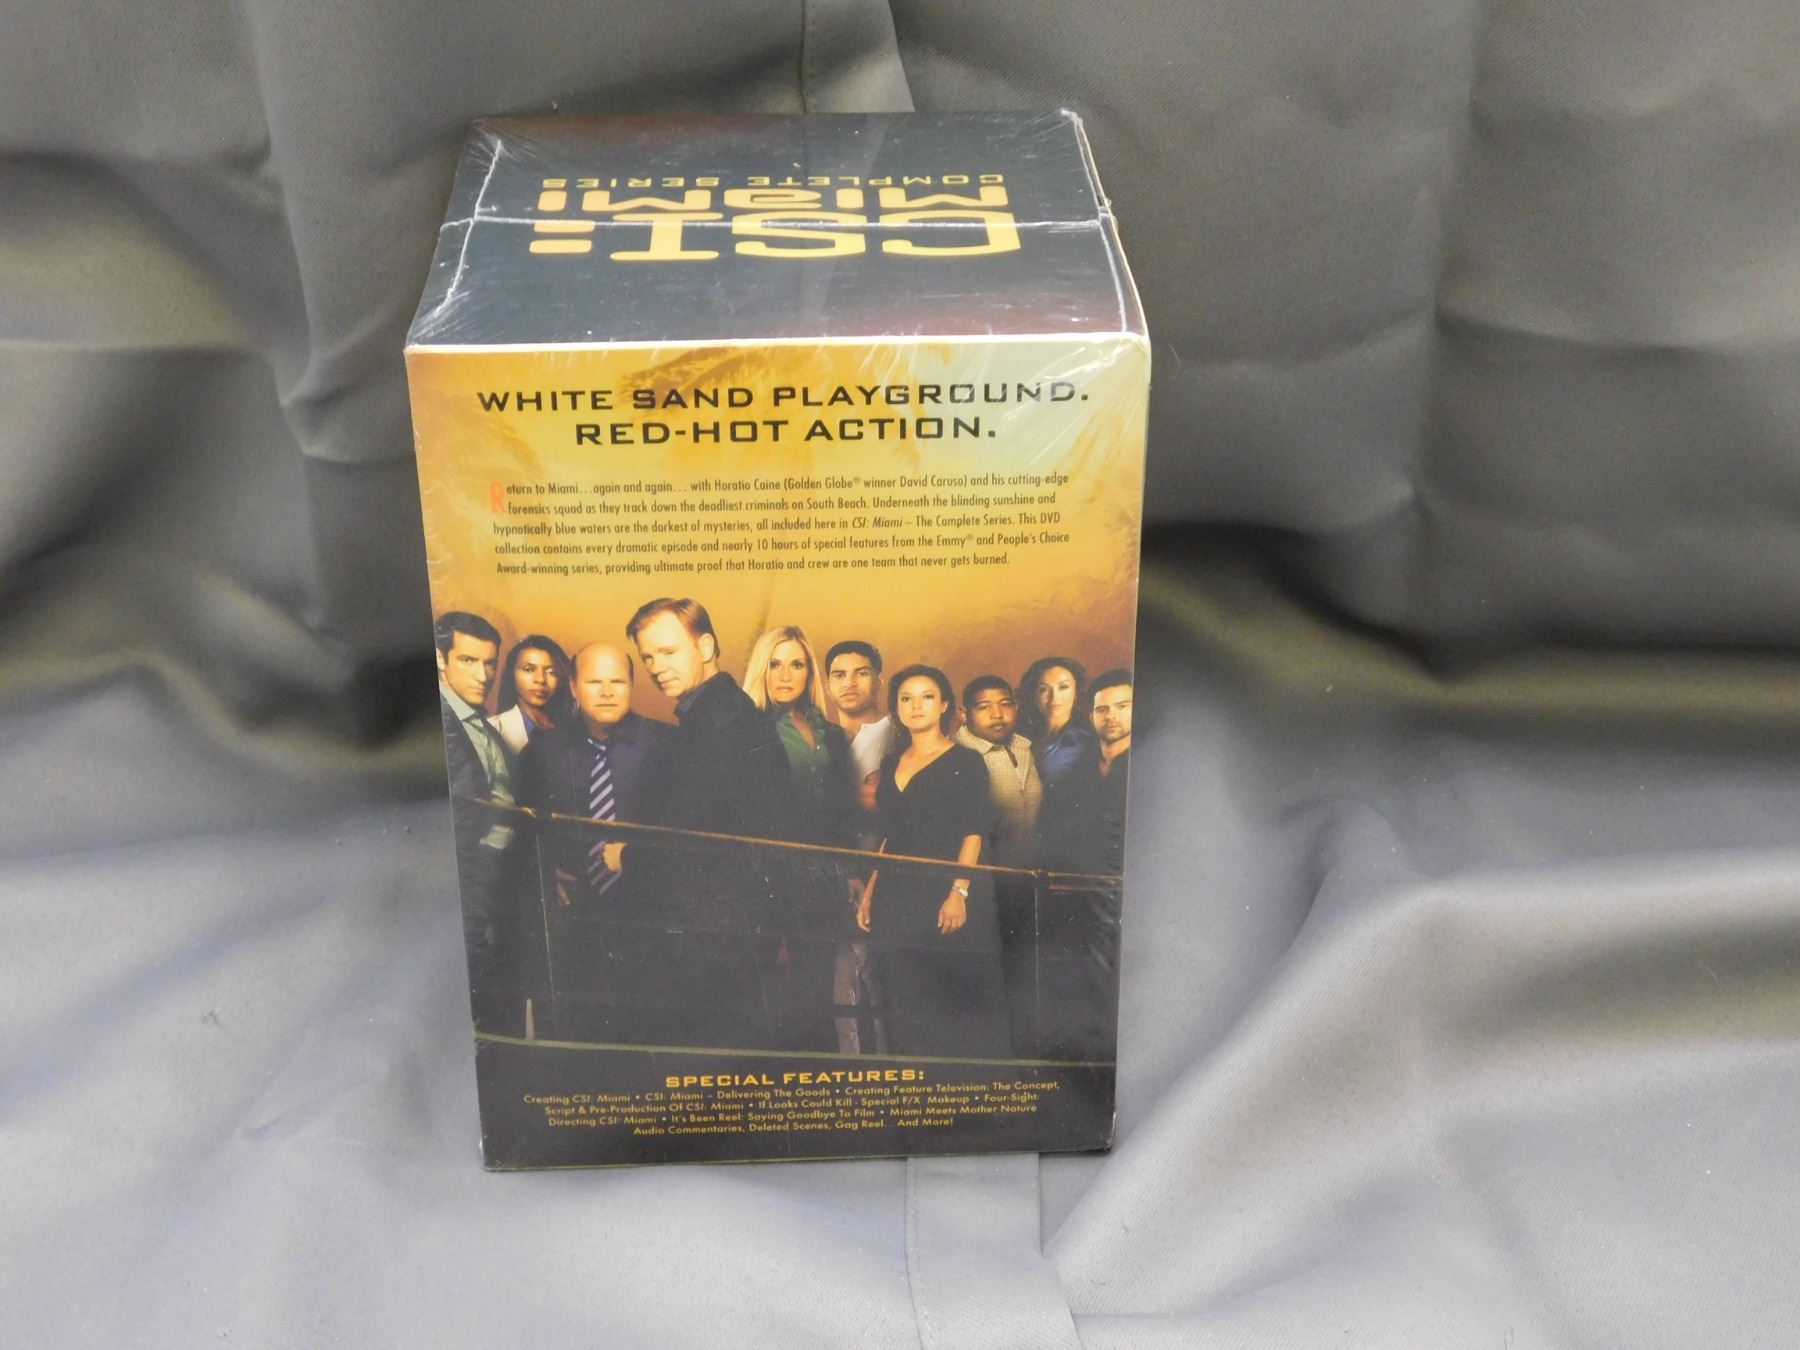 CSI:
Miami
COMPLETE SERIES
WHITE SAND PLAYGROUND.
RED-HOT ACTION.
Return to Miami...again and again... with Horatio Caine (Golden Globe® winner David Caruso) and his cutting-edge
forensics squad as they track down the deadliest criminals on South Beach. Underneath the blinding sunshine and
hypnotically blue waters are the darkest of mysteries, all included here in CSI: Miami – The Complete Series. This DVD
collection contains every dramatic episode and nearly 10 hours of special features from the Emmy® and People's Choice
Award-winning series, providing ultimate proof that Horatio and crew are one team that never gets burned.
SPECIAL FEATURES:
Creating CSI: Miami • CSI: Miami – Delivering The Goods • Creating Feature Television: The Concept,
Script & Pre-Production Of CSI: Miami • If Looks Could Kill - Special F/X Makeup • Four-Sight:
Directing CSI: Miami • It's Been Reel: Saying Goodbye To Film • Miami Meets Mother Nature
Audio Commentaries, Deleted Scenes, Gag Reel... And More!